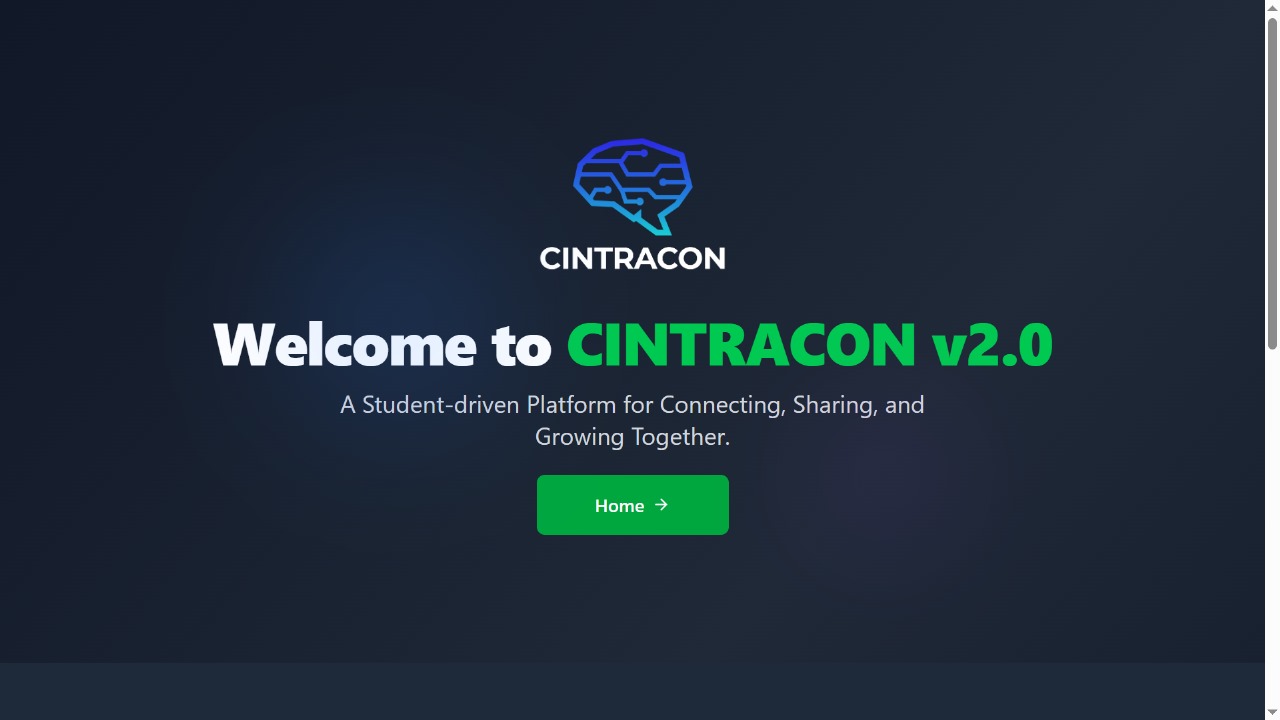 CINTRACON
Welcome to CINTRACON v2.0
A Student-driven Platform for Connecting, Sharing, and
Growing Together.
Home →